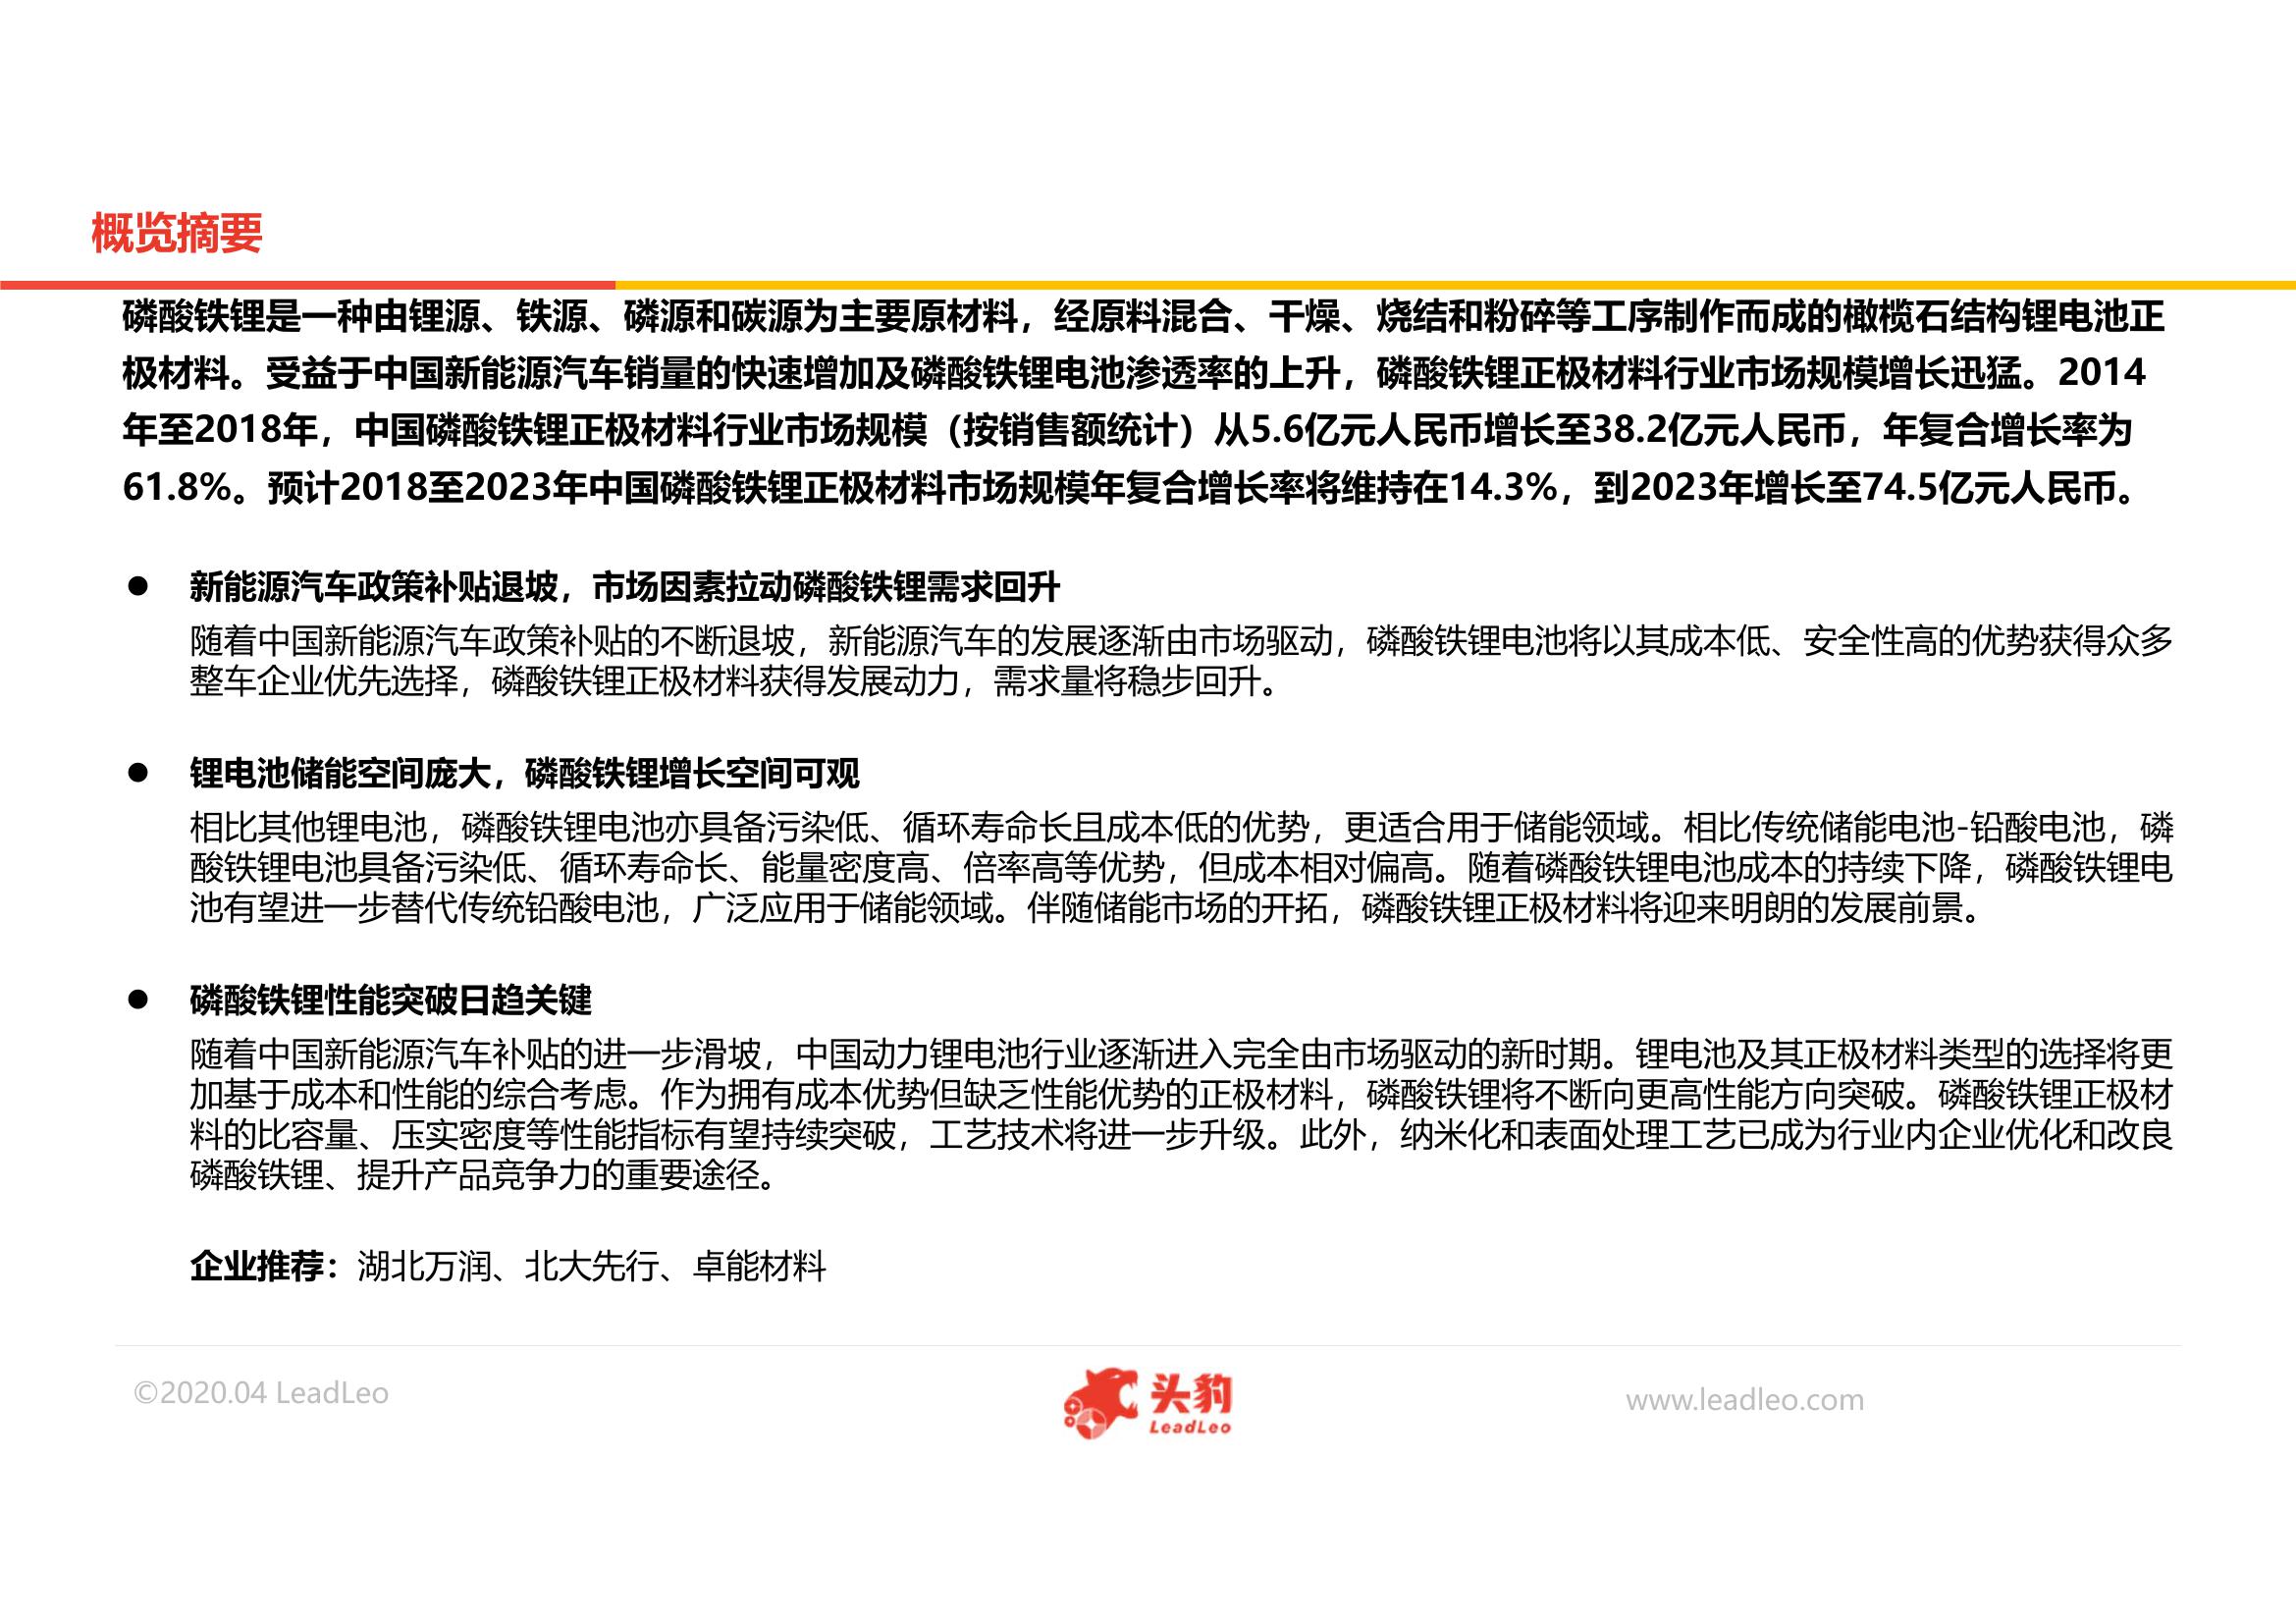 概览摘要
磷酸铁锂是一种由锂源、铁源、磷源和碳源为主要原材料，经原料混合、干燥、烧结和粉碎等工序制作而成的橄榄石结构锂电池正
极材料。受益于中国新能源汽车销量的快速增加及磷酸铁锂电池渗透率的上升，磷酸铁锂正极材料行业市场规模增长迅猛。2014
年至2018年，中国磷酸铁锂正极材料行业市场规模（按销售额统计）从5.6亿元人民币增长至38.2亿元人民币，年复合增长率为
61.8%。预计2018至2023年中国磷酸铁锂正极材料市场规模年复合增长率将维持在14.3%，到2023年增长至74.5亿元人民币。
● 新能源汽车政策补贴退坡，市场因素拉动磷酸铁锂需求回升
随着中国新能源汽车政策补贴的不断退坡，新能源汽车的发展逐渐由市场驱动，磷酸铁锂电池将以其成本低、安全性高的优势获得众多
整车企业优先选择，磷酸铁锂正极材料获得发展动力，需求量将稳步回升。
● 锂电池储能空间庞大，磷酸铁锂增长空间可观
相比其他锂电池，磷酸铁锂电池亦具备污染低、循环寿命长且成本低的优势，更适合用于储能领域。相比传统储能电池-铅酸电池，磷
酸铁锂电池具备污染低、循环寿命长、能量密度高、倍率高等优势，但成本相对偏高。随着磷酸铁锂电池成本的持续下降，磷酸铁锂电
池有望进一步替代传统铅酸电池，广泛应用于储能领域。伴随储能市场的开拓，磷酸铁锂正极材料将迎来明朗的发展前景。
● 磷酸铁锂性能突破日趋关键
随着中国新能源汽车补贴的进一步滑坡，中国动力锂电池行业逐渐进入完全由市场驱动的新时期。锂电池及其正极材料类型的选择将更
加基于成本和性能的综合考虑。作为拥有成本优势但缺乏性能优势的正极材料，磷酸铁锂将不断向更高性能方向突破。磷酸铁锂正极材
料的比容量、压实密度等性能指标有望持续突破，工艺技术将进一步升级。此外，纳米化和表面处理工艺已成为行业内企业优化和改良
磷酸铁锂、提升产品竞争力的重要途径。
企业推荐：湖北万润、北大先行、卓能材料
©2020.04 LeadLeo
头豹
LeadLeo
www.leadleo.com